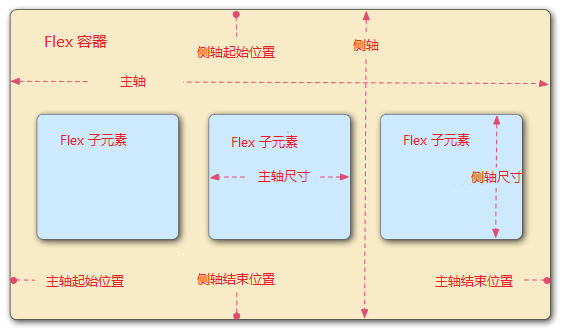 Flex 容器
侧轴起始位置
侧轴
主轴
Flex 子元素
Flex 子元素
Flex 子元素
主轴尺寸
侧轴尺寸
主轴起始位置
侧轴结束位置
主轴结束位置